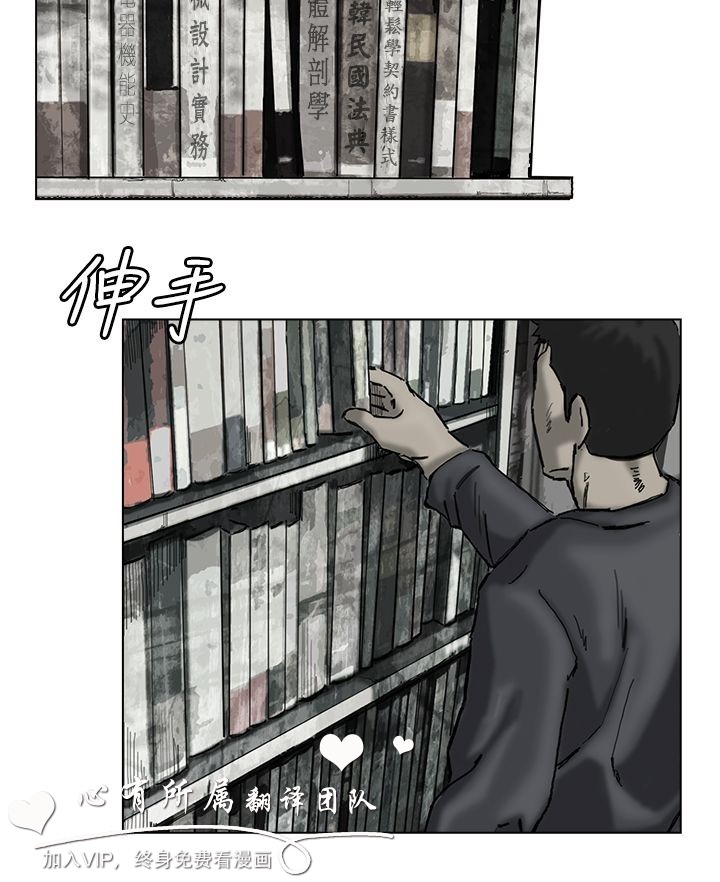 電器機能史
械設計實務
體解剖學
韓民國法典
輕鬆學契約書樣式
伸手
心有所属翻译团队
加入VIP，终身免费看漫画